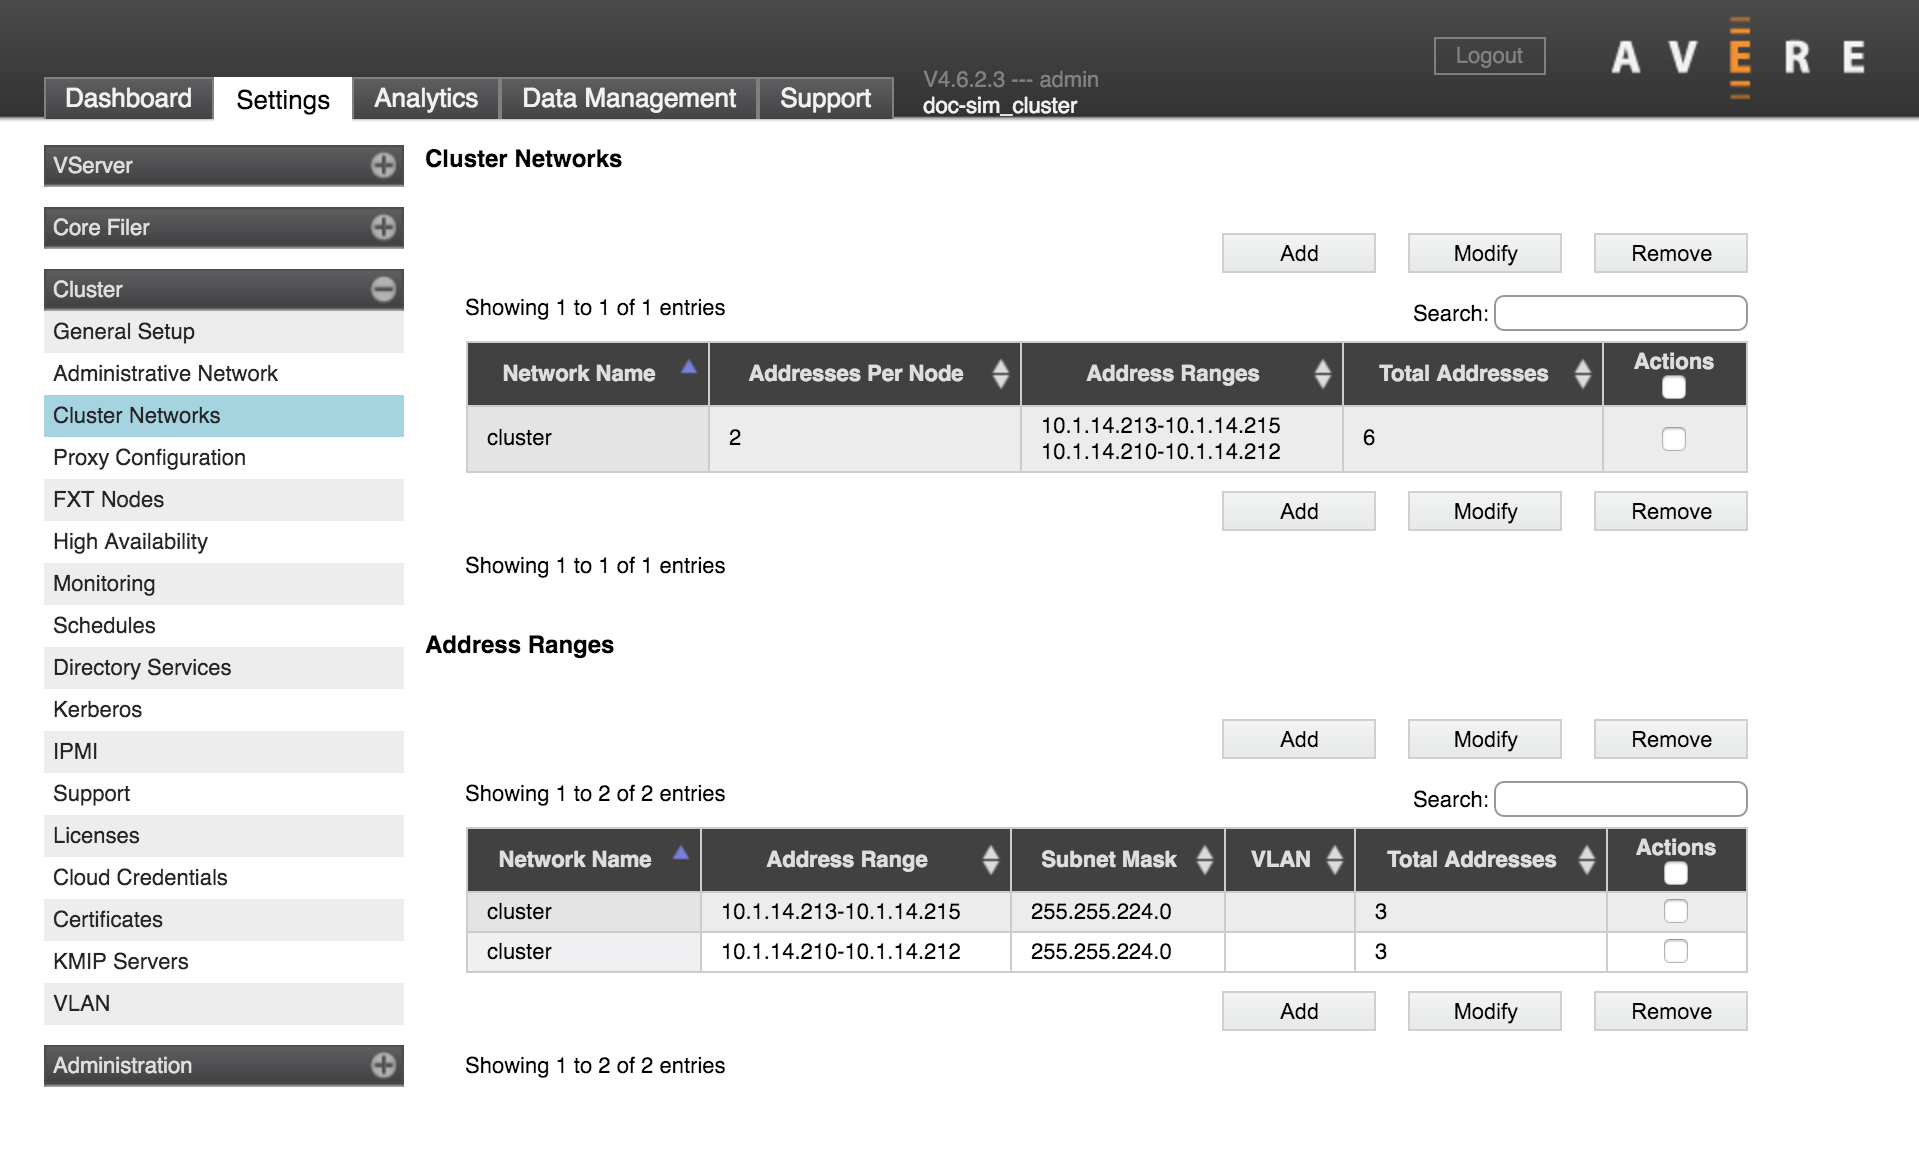 Logout
AVERE
Dashboard Settings Analytics Data Management Support
V4.6.2.3 --- admin
doc-sim_cluster
VServer
Core Filer
Cluster
General Setup
Administrative Network
Cluster Networks
Proxy Configuration
FXT Nodes
High Availability
Monitoring
Schedules
Directory Services
Kerberos
IPMI
Support
Licenses
Cloud Credentials
Certificates
KMIP Servers
VLAN
Administration
Cluster Networks
Add Modify Remove
Showing 1 to 1 of 1 entries
Search:
Network Name Addresses Per Node Address Ranges Total Addresses Actions
cluster 2 10.1.14.213-10.1.14.215 6
10.1.14.210-10.1.14.212
Add Modify Remove
Showing 1 to 1 of 1 entries
Address Ranges
Add Modify Remove
Showing 1 to 2 of 2 entries
Search:
Network Name Address Range Subnet Mask VLAN Total Addresses Actions
cluster 10.1.14.213-10.1.14.215 255.255.224.0 3
cluster 10.1.14.210-10.1.14.212 255.255.224.0 3
Add Modify Remove
Showing 1 to 2 of 2 entries